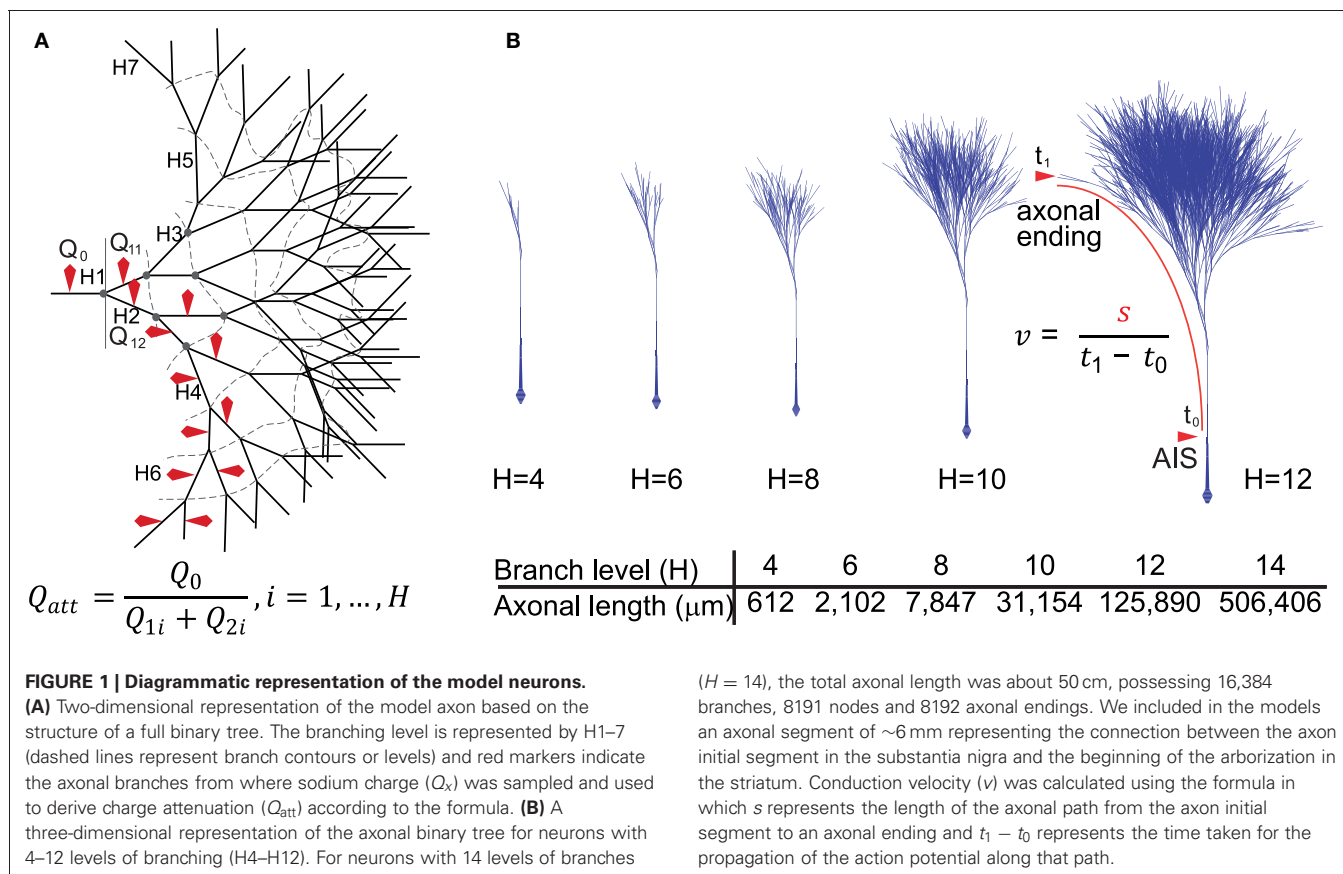 A
H7
H5
H3
Q0
Q11
H1
H2
Q12
H4
H6
Qatt = Q0 / (Q1i + Q2i), i = 1, ..., H
B
t1
axonal
ending
v = s / (t1 − t0)
t0
AIS
H=4
H=6
H=8
H=10
H=12
Branch level (H) 4 6 8 10 12 14
Axonal length (μm) 612 2,102 7,847 31,154 125,890 506,406
FIGURE 1 | Diagrammatic representation of the model neurons.
(A) Two-dimensional representation of the model axon based on the
structure of a full binary tree. The branching level is represented by H1–7
(dashed lines represent branch contours or levels) and red markers indicate
the axonal branches from where sodium charge (Qx) was sampled and used
to derive charge attenuation (Qatt) according to the formula. (B) A
three-dimensional representation of the axonal binary tree for neurons with
4–12 levels of branching (H4–H12). For neurons with 14 levels of branches
(H = 14), the total axonal length was about 50 cm, possessing 16,384
branches, 8191 nodes and 8192 axonal endings. We included in the models
an axonal segment of ~6 mm representing the connection between the axon
initial segment in the substantia nigra and the beginning of the arborization in
the striatum. Conduction velocity (v) was calculated using the formula in
which s represents the length of the axonal path from the axon initial
segment to an axonal ending and t1 − t0 represents the time taken for the
propagation of the action potential along that path.